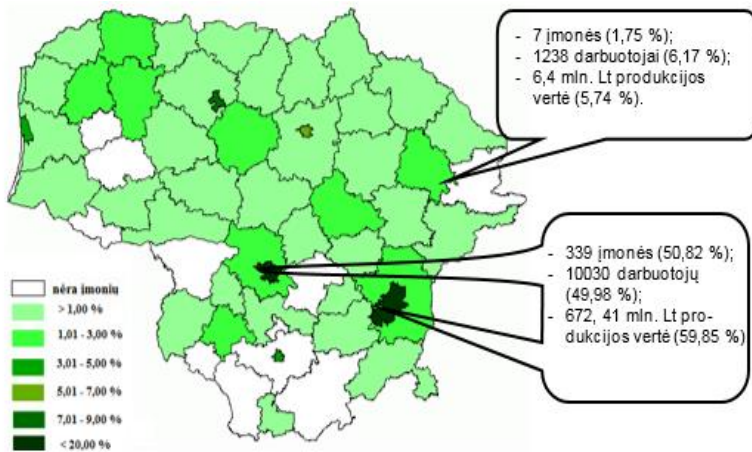 - 7 įmonės (1,75 %);
- 1238 darbuotojai (6,17 %);
- 6,4 mln. Lt produkcijos
vertė (5,74 %).
- 339 įmonės (50,82 %);
- 10030 darbuotojų
(49,98 %);
- 672, 41 mln. Lt pro-
dukcijos vertė (59,85 %)
nėra įmonių
> 1,00 %
1,01 - 3,00 %
3,01 - 5,00 %
5,01 - 7,00 %
7,01 - 9,00 %
< 20,00 %